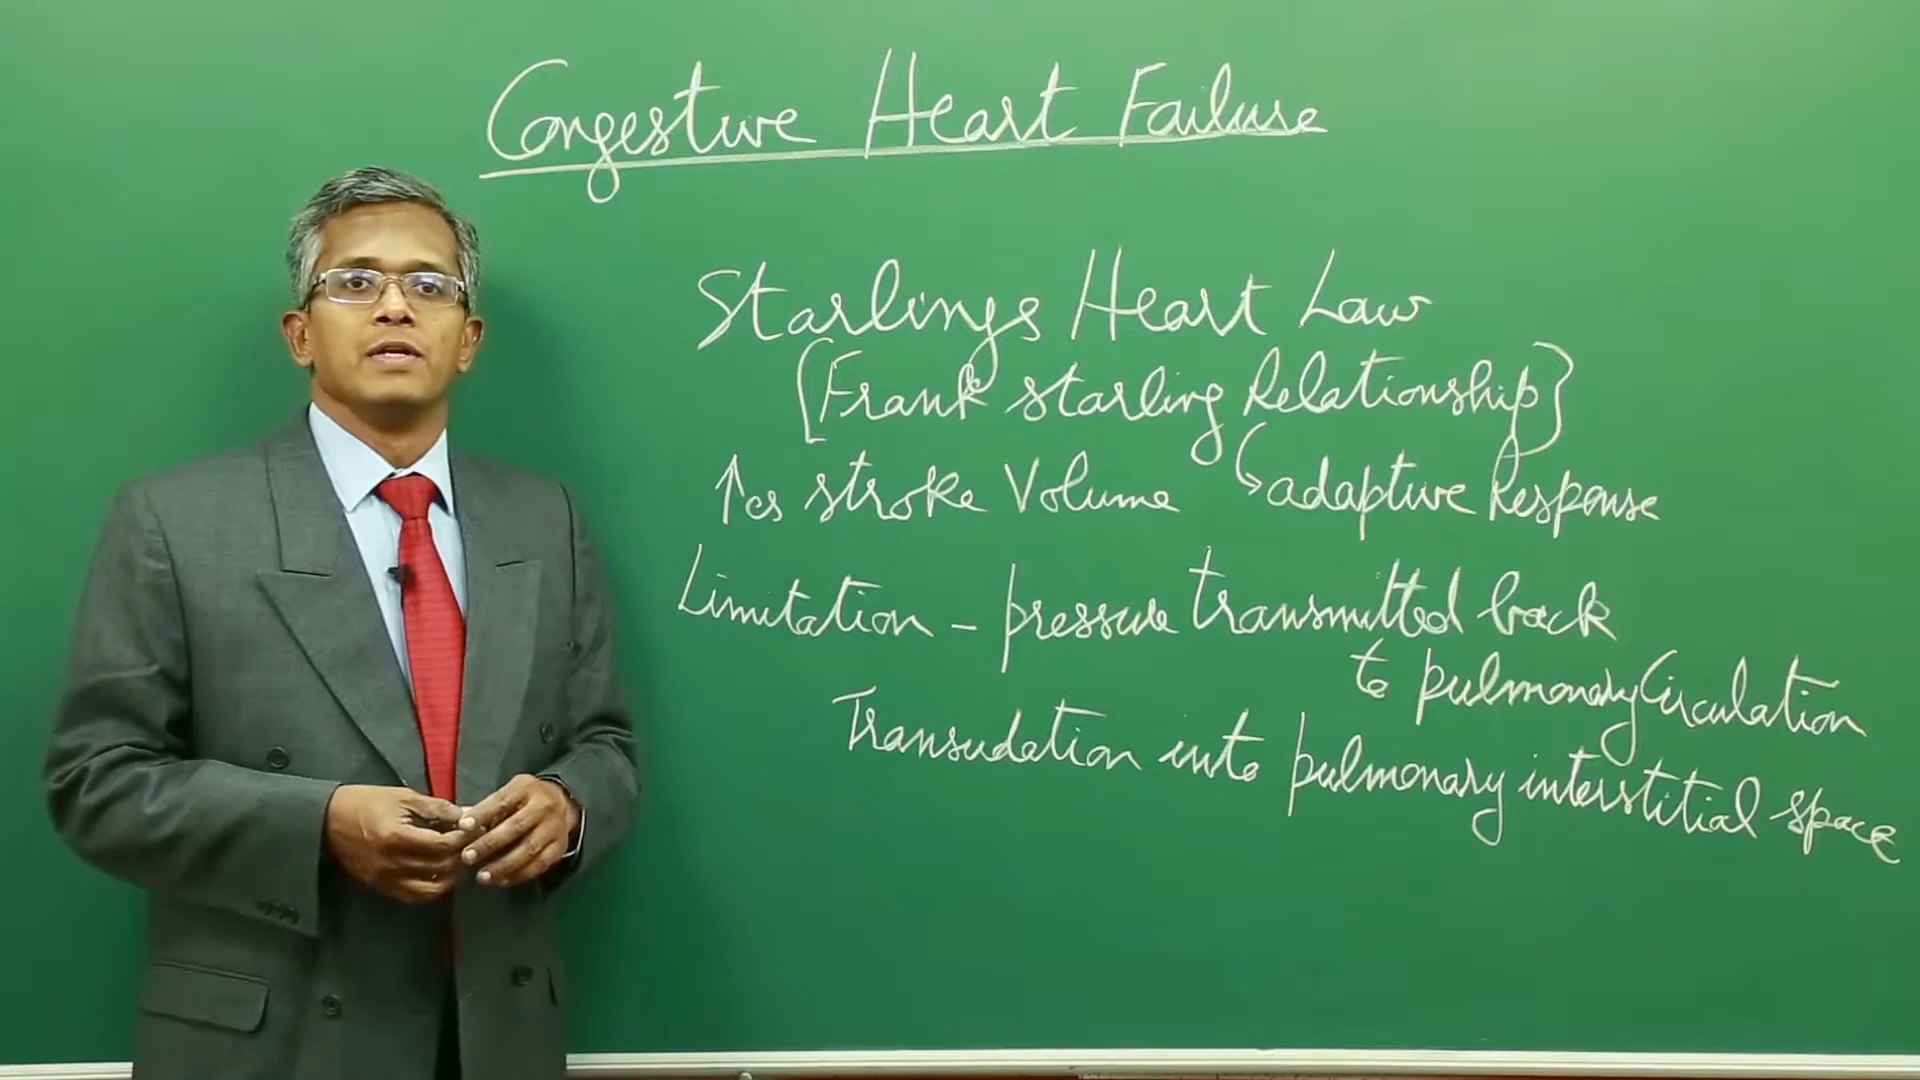 Congestive Heart Failure
Starlings Heart Law
[Frank Starling Relationship}
↑es stroke Volume ↳adaptive Response
Limitation - pressure transmitted back
to pulmonary Circulation
Transudation into pulmonary interstitial space